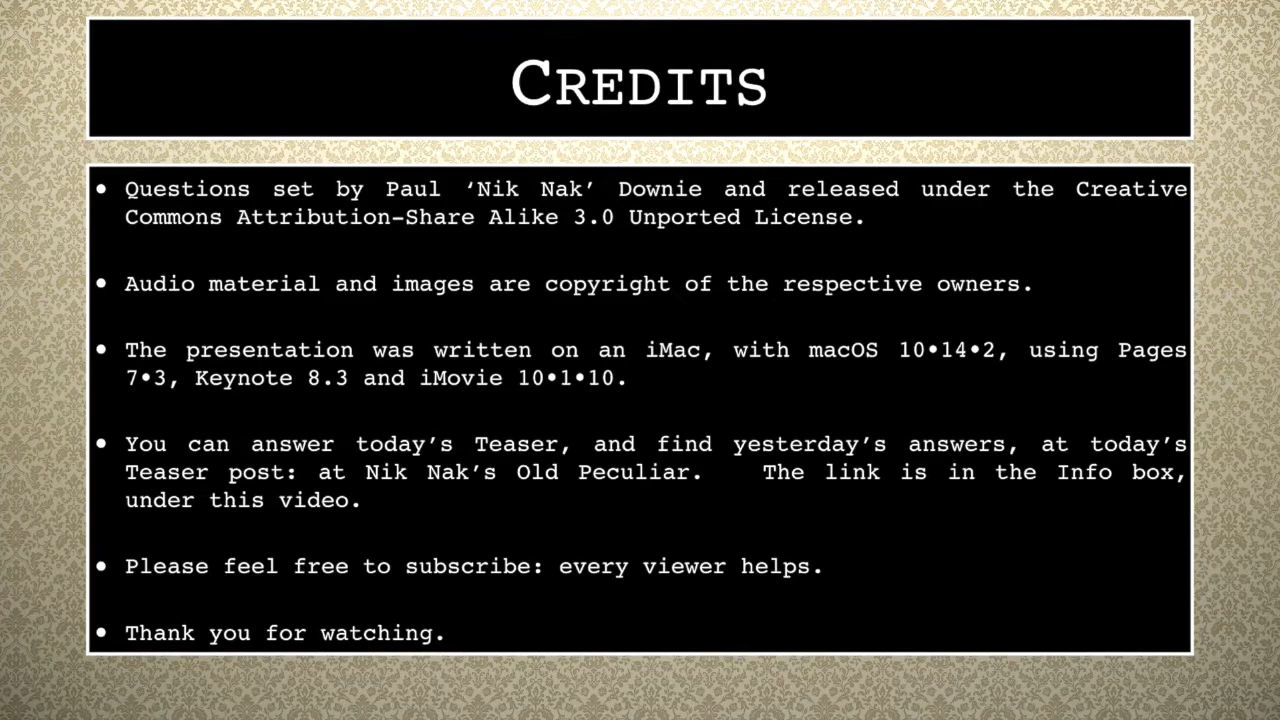 CREDITS
• Questions set by Paul ‘Nik Nak’ Downie and released under the Creative
Commons Attribution-Share Alike 3.0 Unported License.
• Audio material and images are copyright of the respective owners.
• The presentation was written on an iMac, with macOS 10•14•2, using Pages
7•3, Keynote 8.3 and iMovie 10•1•10.
• You can answer today’s Teaser, and find yesterday’s answers, at today’s
Teaser post: at Nik Nak’s Old Peculiar. The link is in the Info box,
under this video.
• Please feel free to subscribe: every viewer helps.
• Thank you for watching.